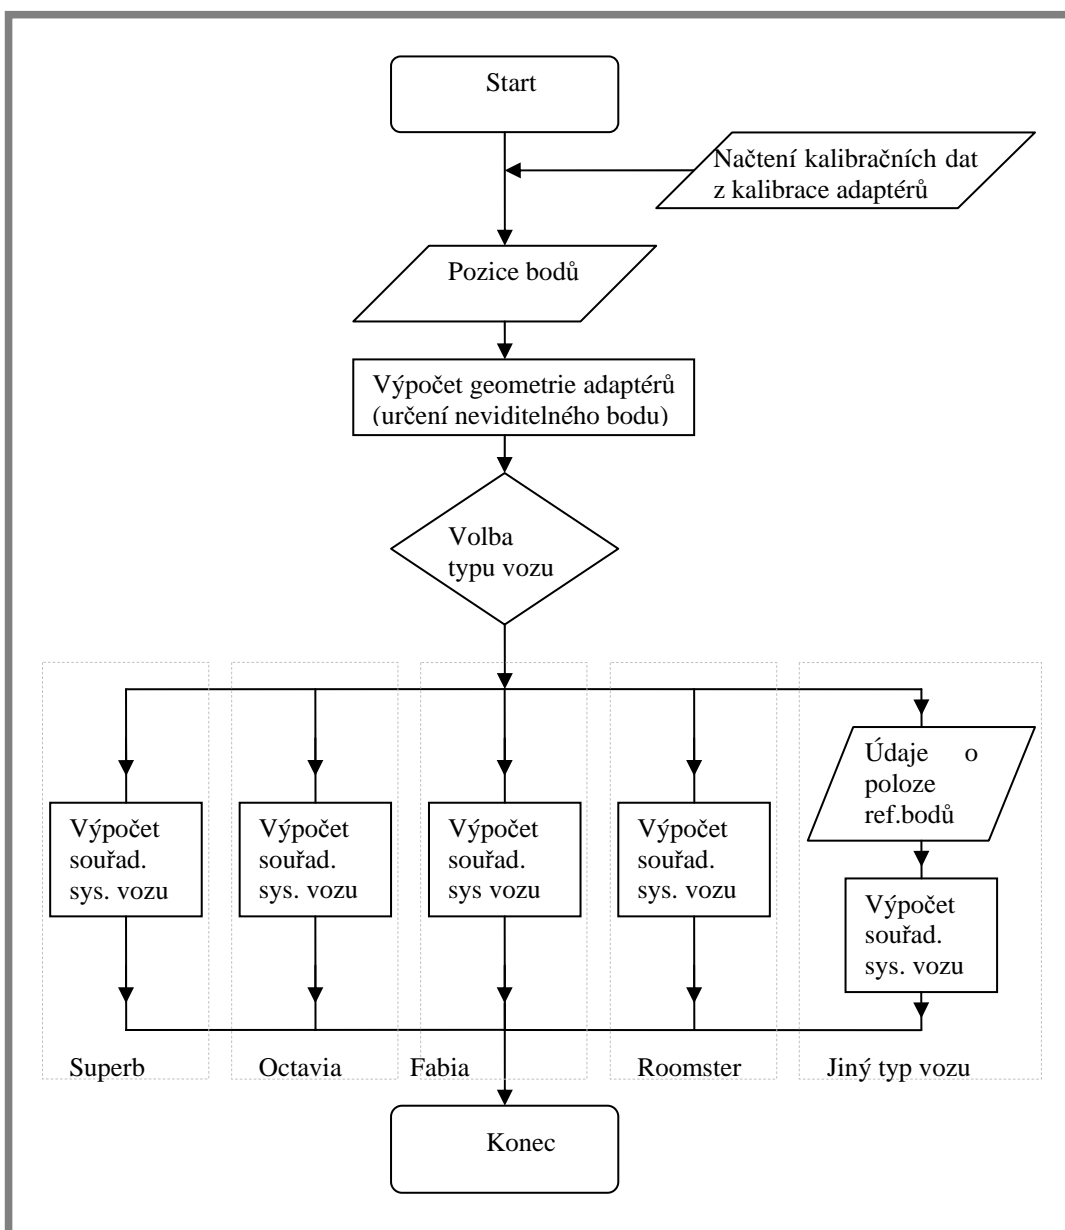 Start
Načtení kalibračních dat
z kalibrace adaptérů
Pozice bodů
Výpočet geometrie adaptérů
(určení neviditelného bodu)
Volba
typu vozu
Výpočet
souřad.
sys. vozu
Výpočet
souřad.
sys. vozu
Výpočet
souřad.
sys vozu
Výpočet
souřad.
sys. vozu
Údaje o
poloze
ref.bodů
Výpočet
souřad.
sys. vozu
Superb
Octavia
Fabia
Roomster
Jiný typ vozu
Konec